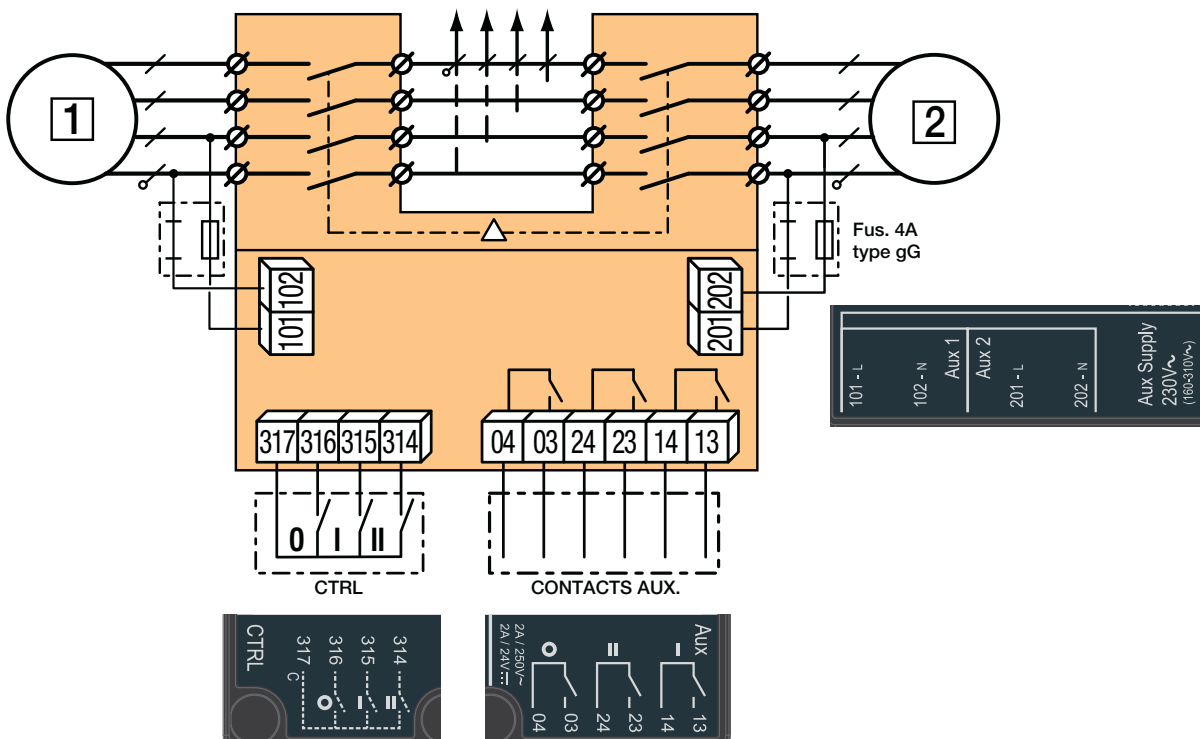 1
2
Fus. 4A
type gG
102
101
202
201
317 316 315 314
04 03 24 23 14 13
O I II
CTRL
CONTACTS AUX.
101 - L
102 - N
Aux 1
Aux 2
201 - L
202 - N
Aux Supply
230V~
(160-310V~)
CTRL
317
316
315
314
C
O
I
II
2A / 250V~
2A / 24V⎓
Aux
O
II
I
04
03
24
23
14
13